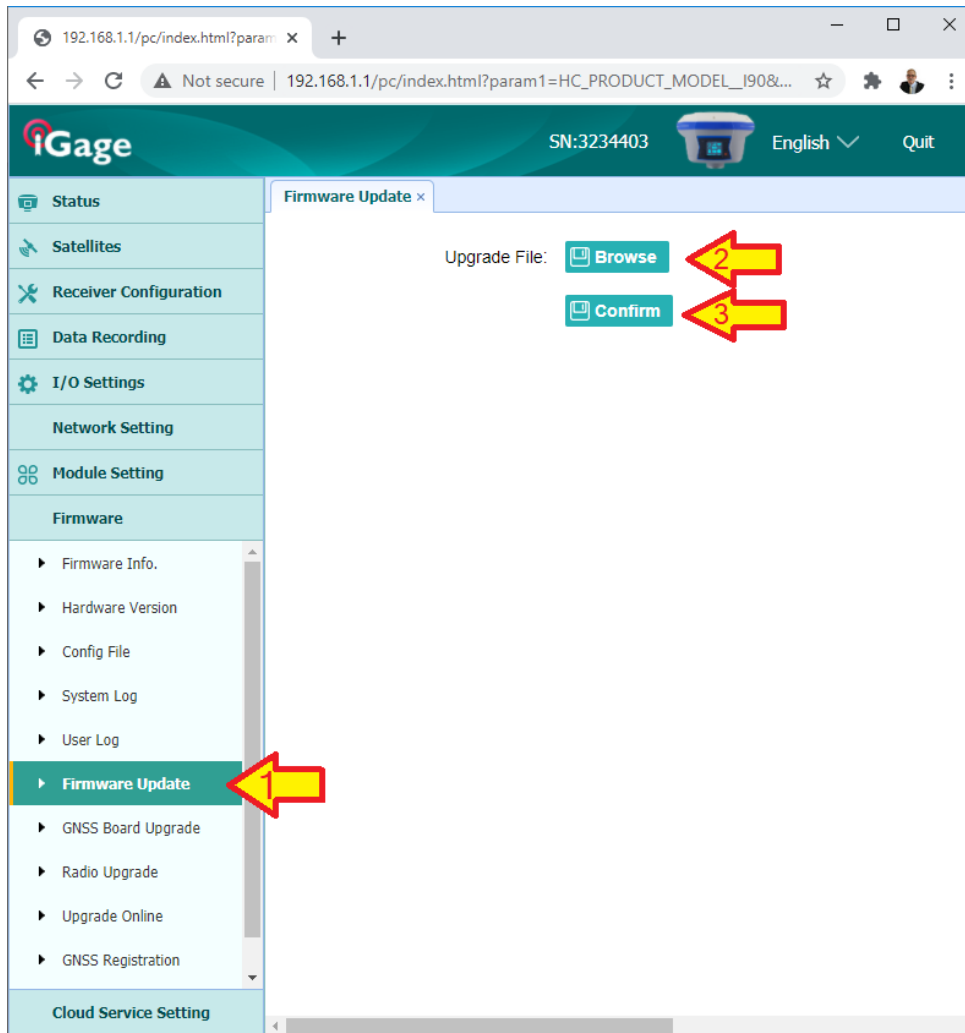 192.168.1.1/pc/index.html?param
Not secure | 192.168.1.1/pc/index.html?param1=HC_PRODUCT_MODEL__I90&...
iGage
SN:3234403
English
Quit
Status
Firmware Update ×
Satellites
Upgrade File: Browse
2
Receiver Configuration
Confirm
3
Data Recording
I/O Settings
Network Setting
Module Setting
Firmware
Firmware Info.
Hardware Version
Config File
System Log
User Log
Firmware Update
1
GNSS Board Upgrade
Radio Upgrade
Upgrade Online
GNSS Registration
Cloud Service Setting